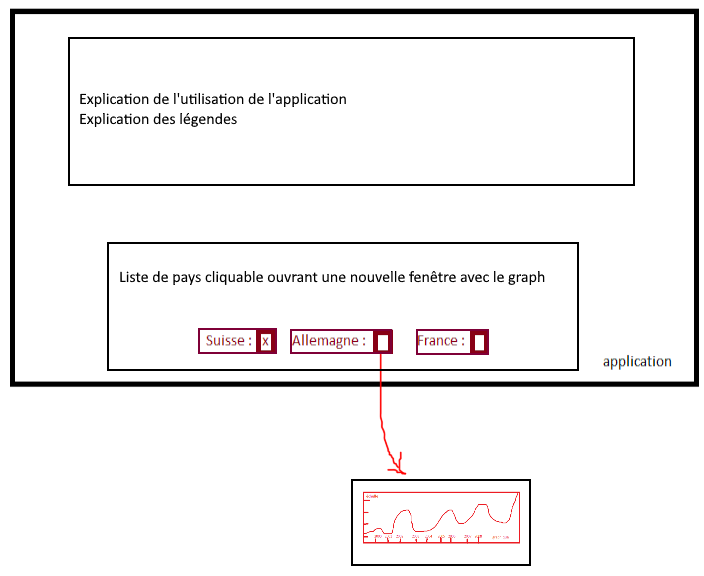 Explication de l'utilisation de l'application
Explication des légendes
Liste de pays cliquable ouvrant une nouvelle fenêtre avec le graph
Suisse : x Allemagne : France :
application